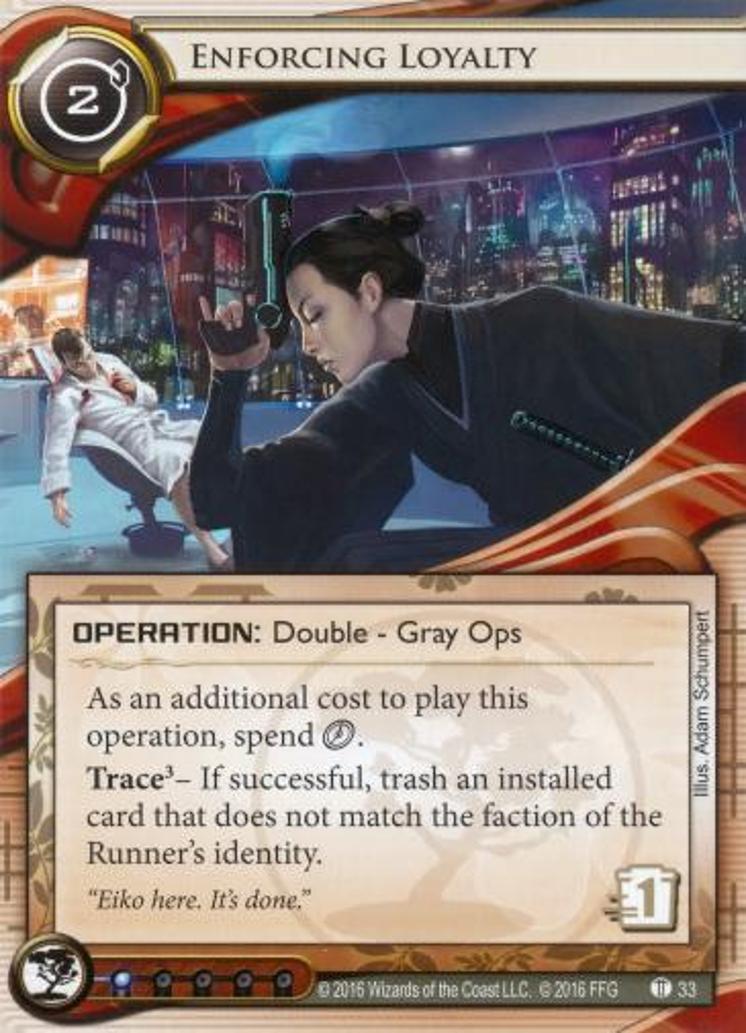 Enforcing Loyalty
2
OPERATION: Double - Gray Ops
As an additional cost to play this
operation, spend .
Trace³– If successful, trash an installed
card that does not match the faction of the
Runner’s identity.
“Eiko here. It’s done.”
1
Illus. Adam Schumpert
© 2016 Wizards of the Coast LLC. © 2016 FFG 33